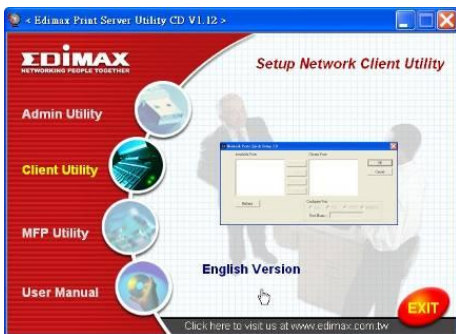 < Edimax Print Server Utility CD V1.12 >
EDIMAX
NETWORKING PEOPLE TOGETHER
Setup Network Client Utility
Admin Utility
Client Utility
MFP Utility
User Manual
English Version
EXIT
Click here to visit us at www.edimax.com.tw